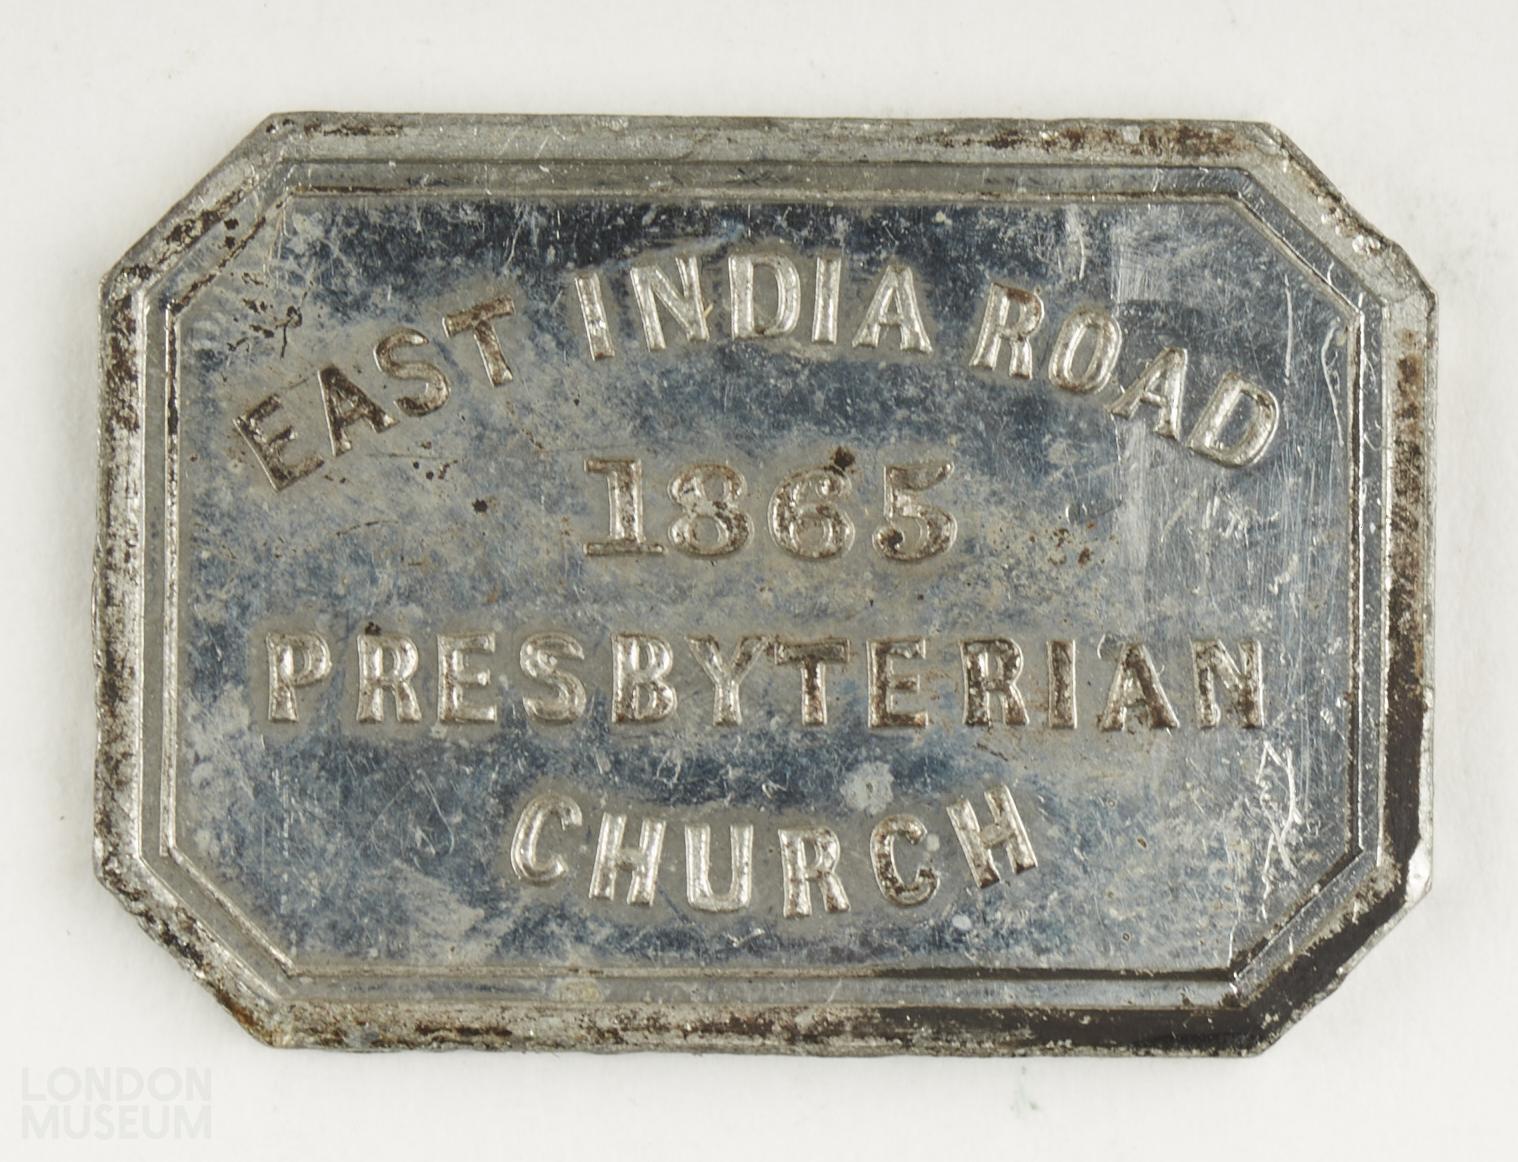 EAST INDIA ROAD
1865
PRESBYTERIAN
CHURCH
LONDON
MUSEUM